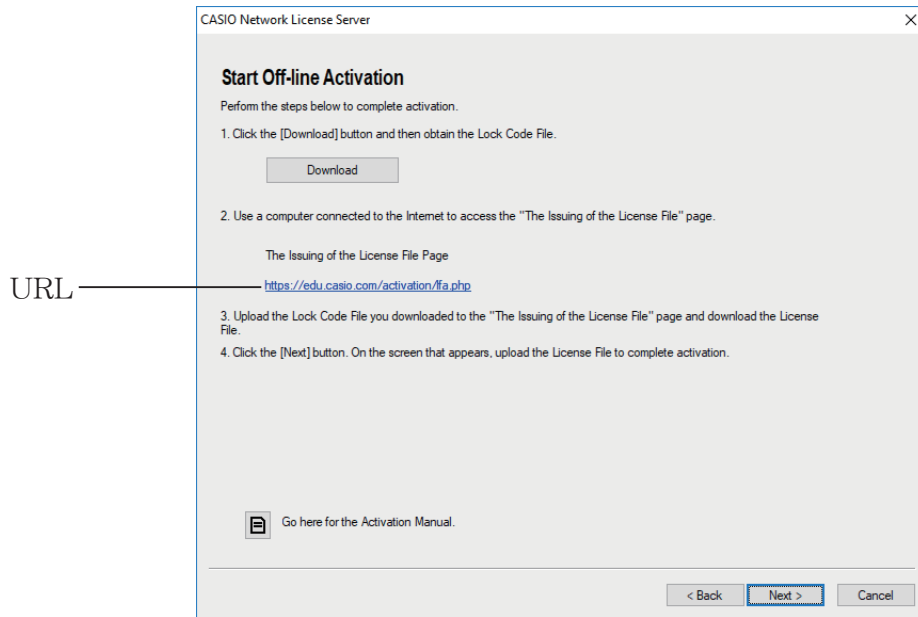 CASIO Network License Server
Start Off-line Activation
Perform the steps below to complete activation.
1. Click the [Download] button and then obtain the Lock Code File.
Download
2. Use a computer connected to the Internet to access the "The Issuing of the License File" page.
The Issuing of the License File Page
URL
https://edu.casio.com/activation/lfa.php
3. Upload the Lock Code File you downloaded to the "The Issuing of the License File" page and download the License
File.
4. Click the [Next] button. On the screen that appears, upload the License File to complete activation.
Go here for the Activation Manual.
< Back
Next >
Cancel